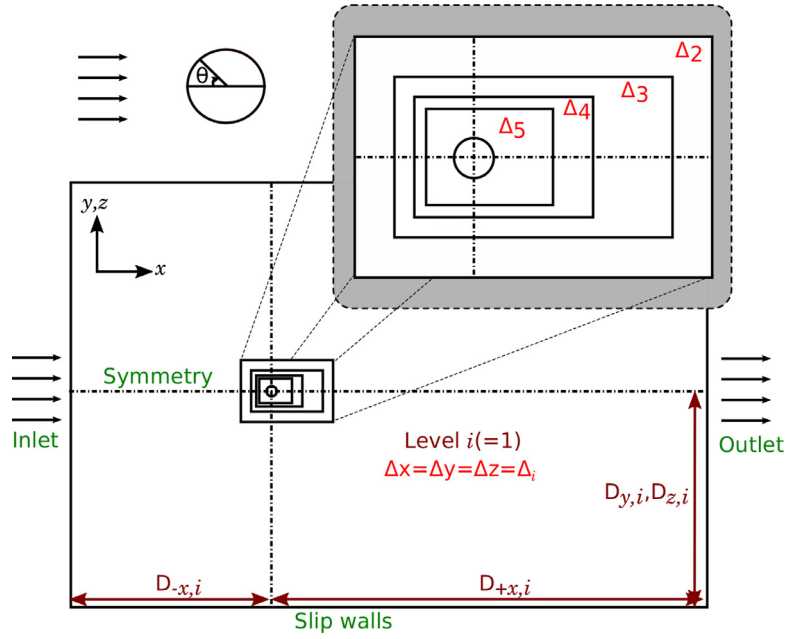 θ
Δ2
Δ3
Δ4
Δ5
y,z
x
Symmetry
Inlet
Level i(=1)
Δx=Δy=Δz=Δi
Outlet
Dy,i,Dz,i
D-x,i
D+x,i
Slip walls